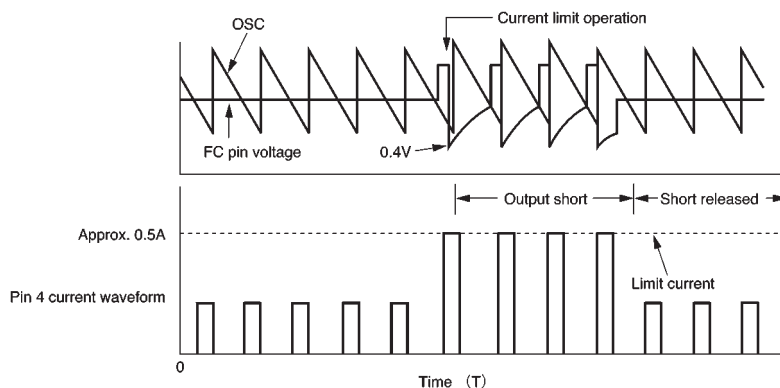 Current limit operation
OSC
FC pin voltage
0.4V
Output short
Short released
Approx. 0.5A
Limit current
Pin 4 current waveform
0
Time (T)